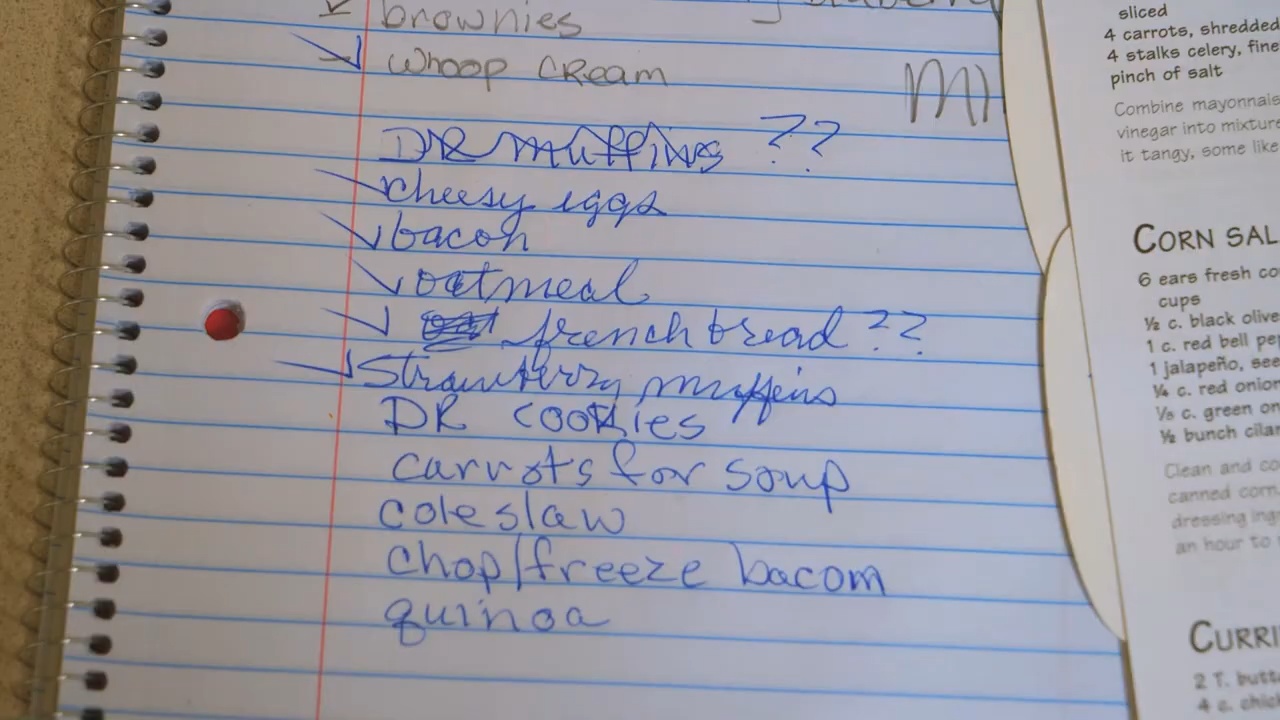 brownies
whoop cream
DR muffins ??
cheesy eggs
bacon
oatmeal
french bread ??
Strawberry muffins
DR cookies
carrots for soup
coleslaw
chop/freeze bacom
quinoa
sliced
4 carrots, shredded
4 stalks celery, fine
pinch of salt
Combine mayonnais
vinegar into mixture
it tangy, some like
CORN SAL
6 ears fresh co
cups
½ c. black olive
1 c. red bell pep
1 jalapeño, see
¼ c. red onion
⅛ c. green on
½ bunch cilan
Clean and co
canned corn
dressing ing
an hour to
CURRI
2 T. butt
4 c. chic